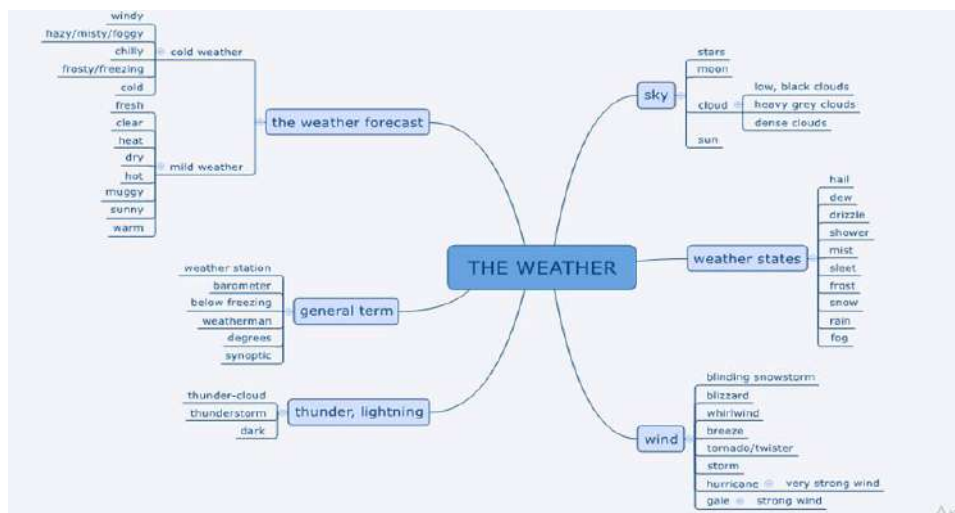 windy
hazy/misty/foggy
chilly
frosty/freezing
cold
cold weather
fresh
clear
heat
dry
hot
muggy
sunny
warm
mild weather
the weather forecast
weather station
barometer
below freezing
weatherman
degrees
synoptic
general term
thunder-cloud
thunderstorm
dark
thunder, lightning
THE WEATHER
sky
stars
moon
cloud
low, black clouds
heavy grey clouds
dense clouds
sun
weather states
hail
dew
drizzle
shower
mist
sleet
frost
snow
rain
fog
wind
blinding snowstorm
blizzard
whirlwind
breeze
tornado/twister
storm
hurricane
very strong wind
gale
strong wind